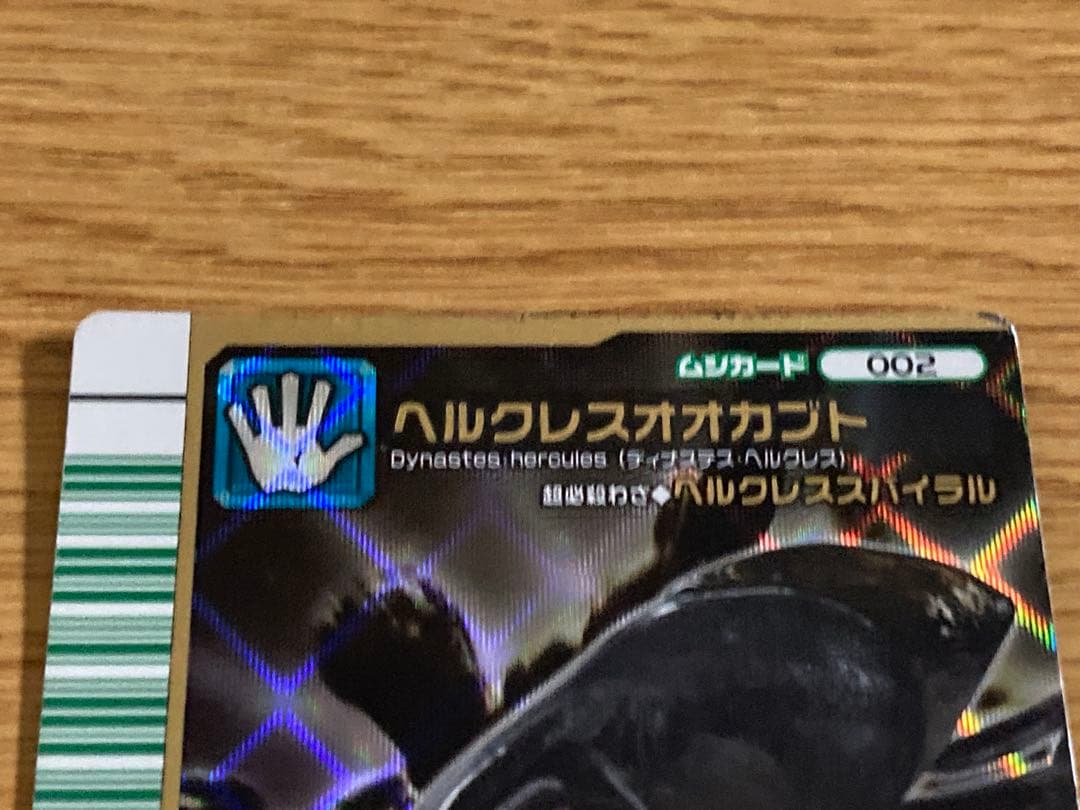 ムシカード 002
ヘルクレスオオカブト
Dynastes hercules (ディナステス・ヘルクレス)
超必殺わざ◆ヘルクレススパイラル